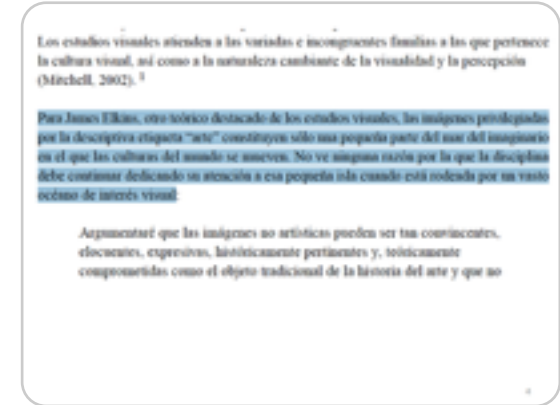 Los estudios visuales atienden a las variadas e incongruentes familias a las que pertenece
la cultura visual, así como a la naturaleza cambiante de la visualidad y la percepción
(Mitchell, 2002). 1
Para James Elkins, otro teórico destacado de los estudios visuales, las imágenes privilegiadas
por la descriptiva etiqueta “arte” constituyen sólo una pequeña parte del mar del imaginario
en el que las culturas del mundo se mueven. No ve ninguna razón por la que la disciplina
debe continuar dedicando su atención a esa pequeña isla cuando está rodeada por un vasto
océano de interés visual:
Argumentaré que las imágenes no artísticas pueden ser tan convincentes,
elocuentes, expresivas, históricamente pertinentes y, teóricamente
comprometidas como el objeto tradicional de la historia del arte y que no